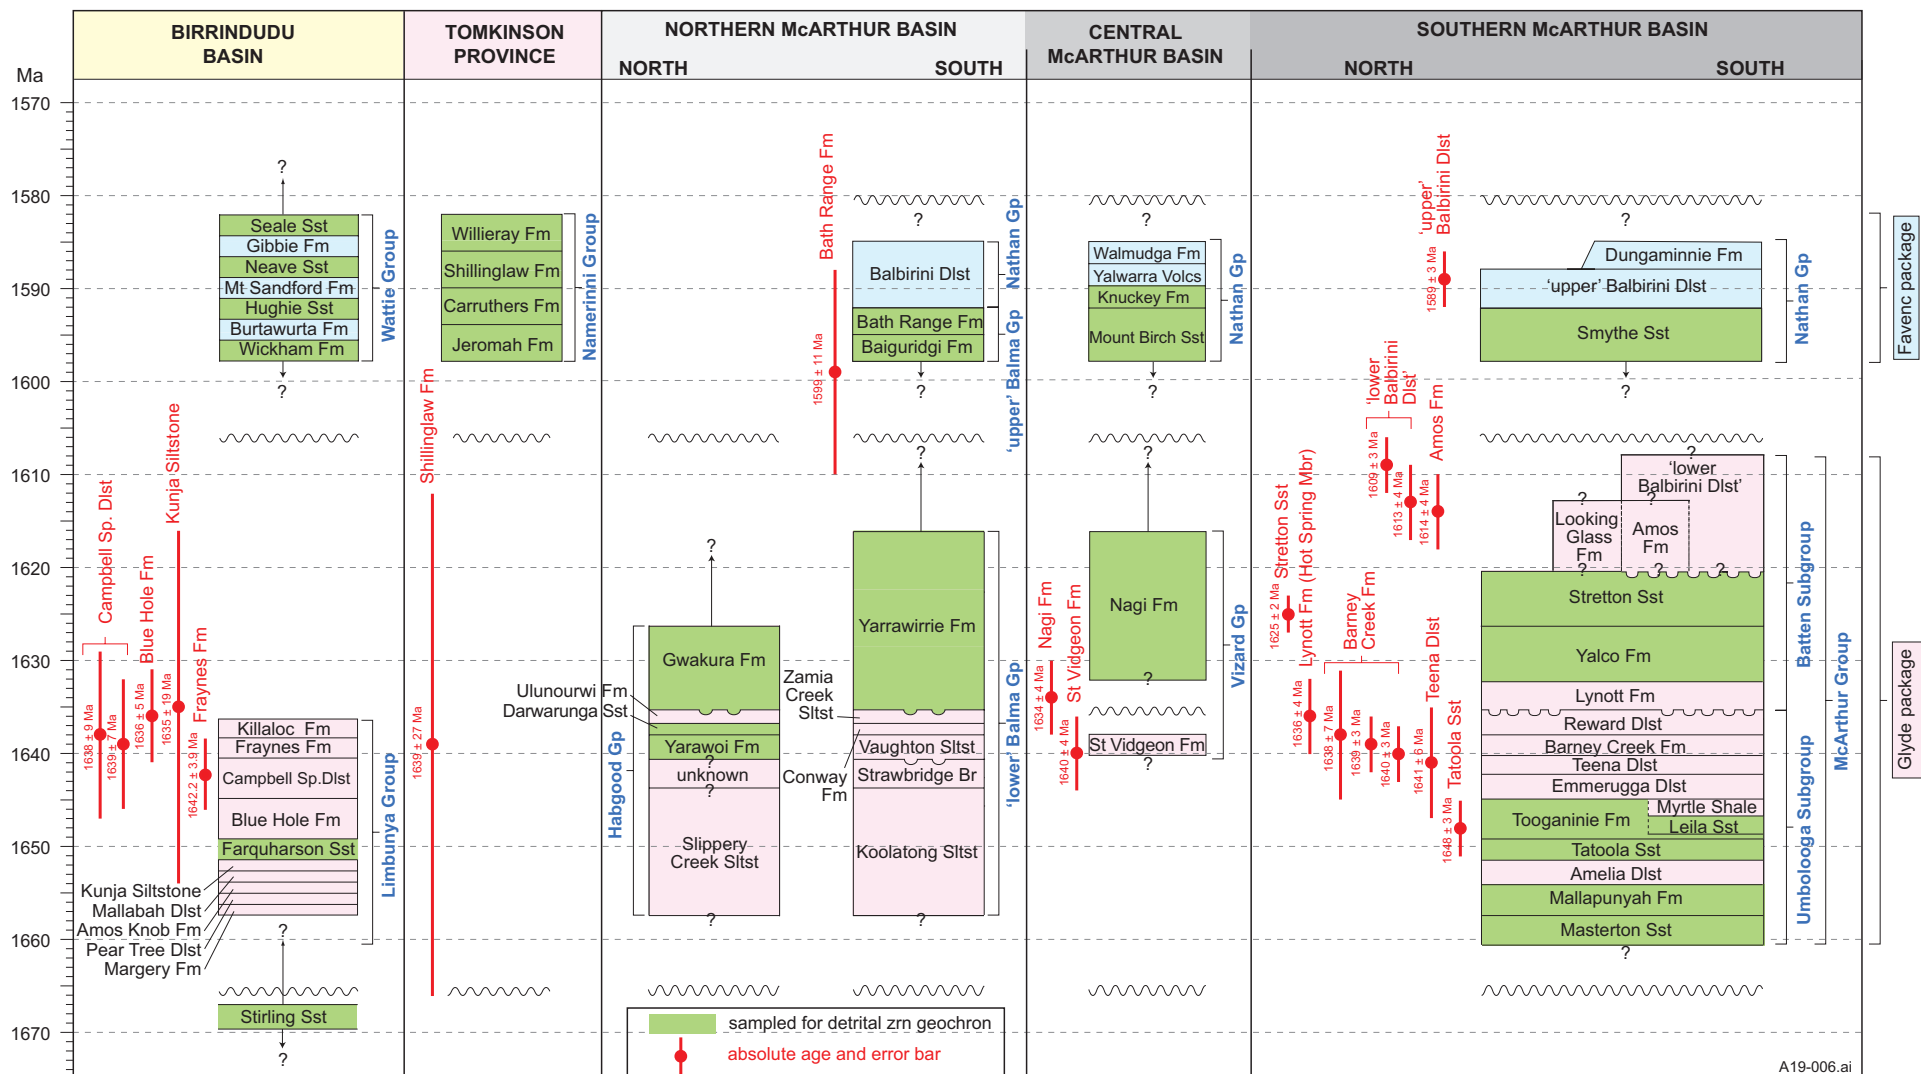 BIRRINDUDU
BASIN
TOMKINSON
PROVINCE
NORTHERN McARTHUR BASIN
NORTH
SOUTH
CENTRAL
McARTHUR BASIN
SOUTHERN McARTHUR BASIN
NORTH
SOUTH
Ma
1570
1580
1590
1600
1610
1620
1630
1640
1650
1660
1670
Campbell Sp. Dlst
1638 ± 9 Ma
1639± 7 Ma
Blue Hole Fm
1636 ± 5 Ma
Kunja Siltstone
1635 ± 19 Ma
Fraynes Fm
1642.2 ± 3.9 Ma
?
Seale Sst
Gibbie Fm
Neave Sst
Mt Sandford Fm
Hughie Sst
Burtawurta Fm
Wickham Fm
?
Wattie Group
Killaloc Fm
Fraynes Fm
Campbell Sp.Dlst
Blue Hole Fm
Farquharson Sst
Kunja Siltstone
Mallabah Dlst
Amos Knob Fm
Pear Tree Dlst
Margery Fm
Limbunya Group
?
Stirling Sst
?
Shillinglaw Fm
1639 ± 27 Ma
Willieray Fm
Shillinglaw Fm
Carruthers Fm
Jeromah Fm
Namerinni Group
?
Gwakura Fm
Ulunourwi Fm
Darwarunga Sst
Yarawoi Fm
?
unknown
?
Slippery
Creek Sltst
?
Habgood Gp
Bath Range Fm
1599 ± 11 Ma
?
Balbirini Dlst
Bath Range Fm
Baiguridgi Fm
?
Nathan Gp
'upper' Balma Gp
?
Yarrawirrie Fm
Zamia
Creek
Sltst
Vaughton Sltst
Conway
Fm
Strawbridge Br
Koolatong Sltst
?
'lower' Balma Gp
Nagi Fm
1634 ± 4 Ma
St Vidgeon Fm
1640 ± 4 Ma
?
Walmudga Fm
Yalwarra Volcs
Knuckey Fm
Mount Birch Sst
?
Nathan Gp
?
Nagi Fm
?
St Vidgeon Fm
?
Vizard Gp
Stretton Sst
1625 ± 2 Ma
Lynott Fm (Hot Spring Mbr)
1636 ± 4 Ma
Barney
Creek Fm
1638 ± 7 Ma
1639 ± 3 Ma
1640 ± 3 Ma
'lower
Balbirini
Dlst'
1609 ± 3 Ma
1613 ± 4 Ma
Amos Fm
1614 ± 4 Ma
'upper'
Balbirini Dlst
1589 ± 3 Ma
Teena Dlst
1641 ± 6 Ma
Tatoola Sst
1648 ± 3 Ma
?
Dungaminnie Fm
'upper' Balbirini Dlst
Smythe Sst
?
Nathan Gp
Favenc package
?
'lower
Balbirini Dlst'
?
?
Looking
Glass
Fm
Amos
Fm
?
?
?
Stretton Sst
Yalco Fm
Lynott Fm
Reward Dlst
Barney Creek Fm
Teena Dlst
Emmerugga Dlst
Tooganinie Fm
Myrtle Shale
Leila Sst
Tatoola Sst
Amelia Dlst
Mallapunyah Fm
Masterton Sst
?
Batten Subgroup
Umbolooga Subgroup
McArthur Group
Glyde package
sampled for detrital zrn geochron
absolute age and error bar
A19-006.ai